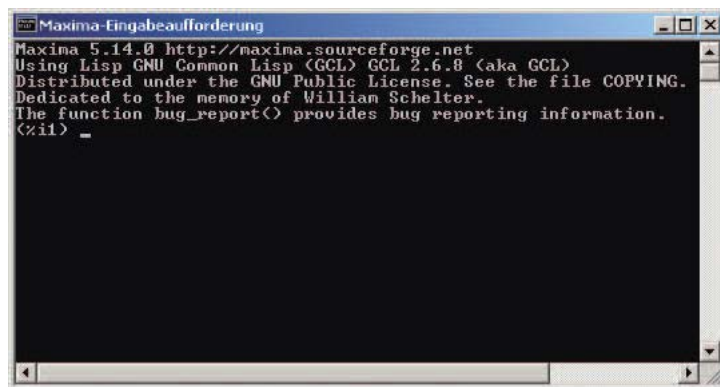 Maxima-Eingabeaufforderung
Maxima 5.14.0 http://maxima.sourceforge.net
Using Lisp GNU Common Lisp (GCL) GCL 2.6.8 (aka GCL)
Distributed under the GNU Public License. See the file COPYING.
Dedicated to the memory of William Schelter.
The function bug_report() provides bug reporting information.
(%i1) _